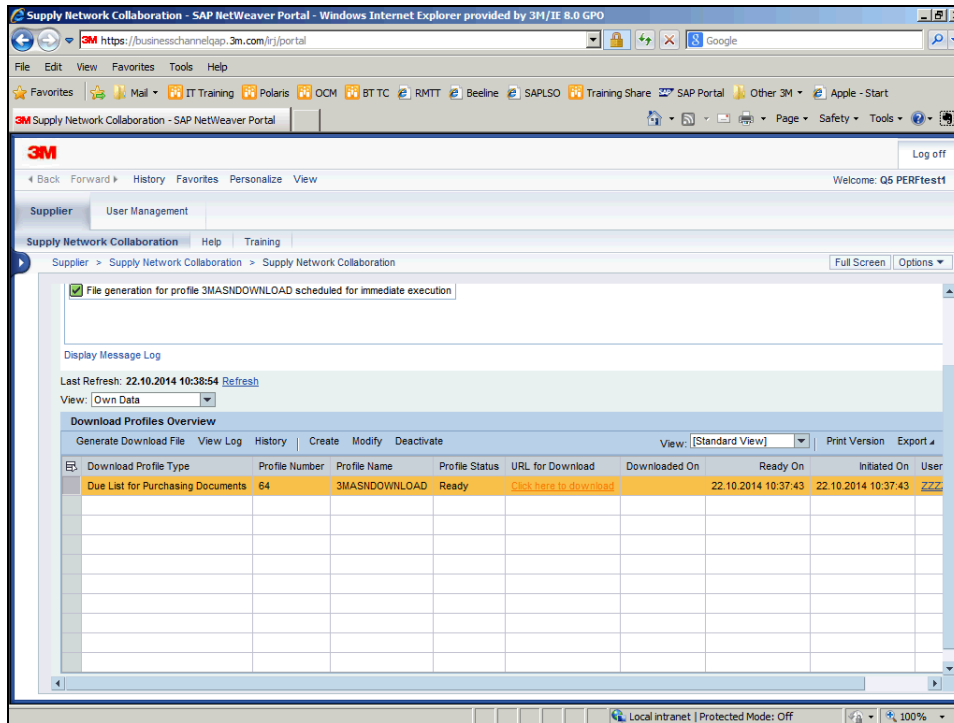 Supply Network Collaboration - SAP NetWeaver Portal - Windows Internet Explorer provided by 3M/IE 8.0 GPO
3M https://businesschannelqap.3m.com/irj/portal
Google
File Edit View Favorites Tools Help
Favorites Mail IT Training Polaris OCM BT TC RMTT Beeline SAPLSO Training Share SAP Portal Other 3M Apple - Start
3M Supply Network Collaboration - SAP NetWeaver Portal
Page Safety Tools
3M
Log off
Back Forward History Favorites Personalize View
Welcome: Q5 PERFtest1
Supplier User Management
Supply Network Collaboration Help Training
Supplier > Supply Network Collaboration > Supply Network Collaboration
Full Screen Options
File generation for profile 3MASNDOWNLOAD scheduled for immediate execution
Display Message Log
Last Refresh: 22.10.2014 10:38:54 Refresh
View: Own Data
Download Profiles Overview
Generate Download File View Log History Create Modify Deactivate View: [Standard View] Print Version Export
Download Profile Type Profile Number Profile Name Profile Status URL for Download Downloaded On Ready On Initiated On User
Due List for Purchasing Documents 64 3MASNDOWNLOAD Ready Click here to download 22.10.2014 10:37:43 22.10.2014 10:37:43 ZZZ
Local intranet | Protected Mode: Off 100%